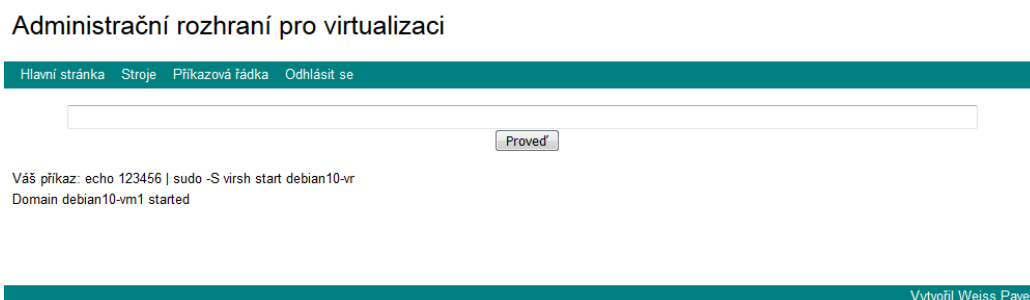 Administrační rozhraní pro virtualizaci
Hlavní stránka Stroje Příkazová řádka Odhlásit se
Proveď
Váš příkaz: echo 123456 | sudo -S virsh start debian10-vr
Domain debian10-vm1 started
Vytvořil Weiss Pave